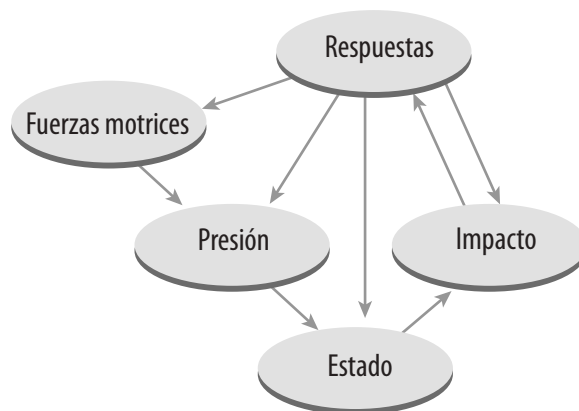 Respuestas
Fuerzas motrices
Presión
Impacto
Estado